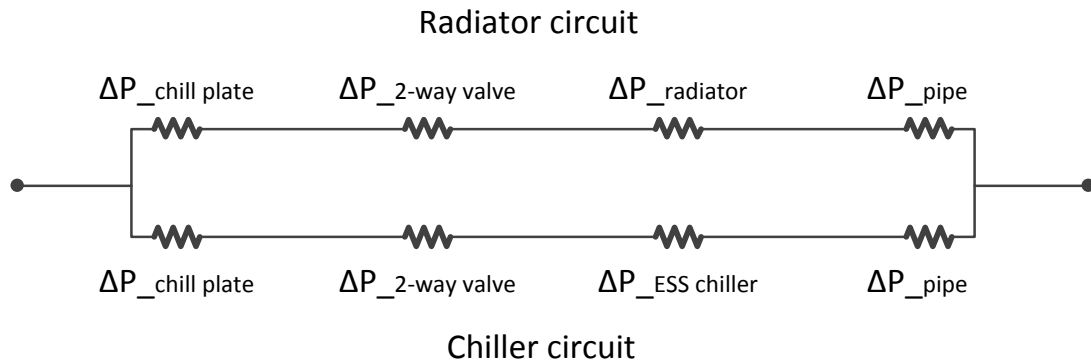 Radiator circuit
ΔP_chill plate ΔP_2-way valve ΔP_radiator ΔP_pipe
ΔP_chill plate ΔP_2-way valve ΔP_ESS chiller ΔP_pipe
Chiller circuit